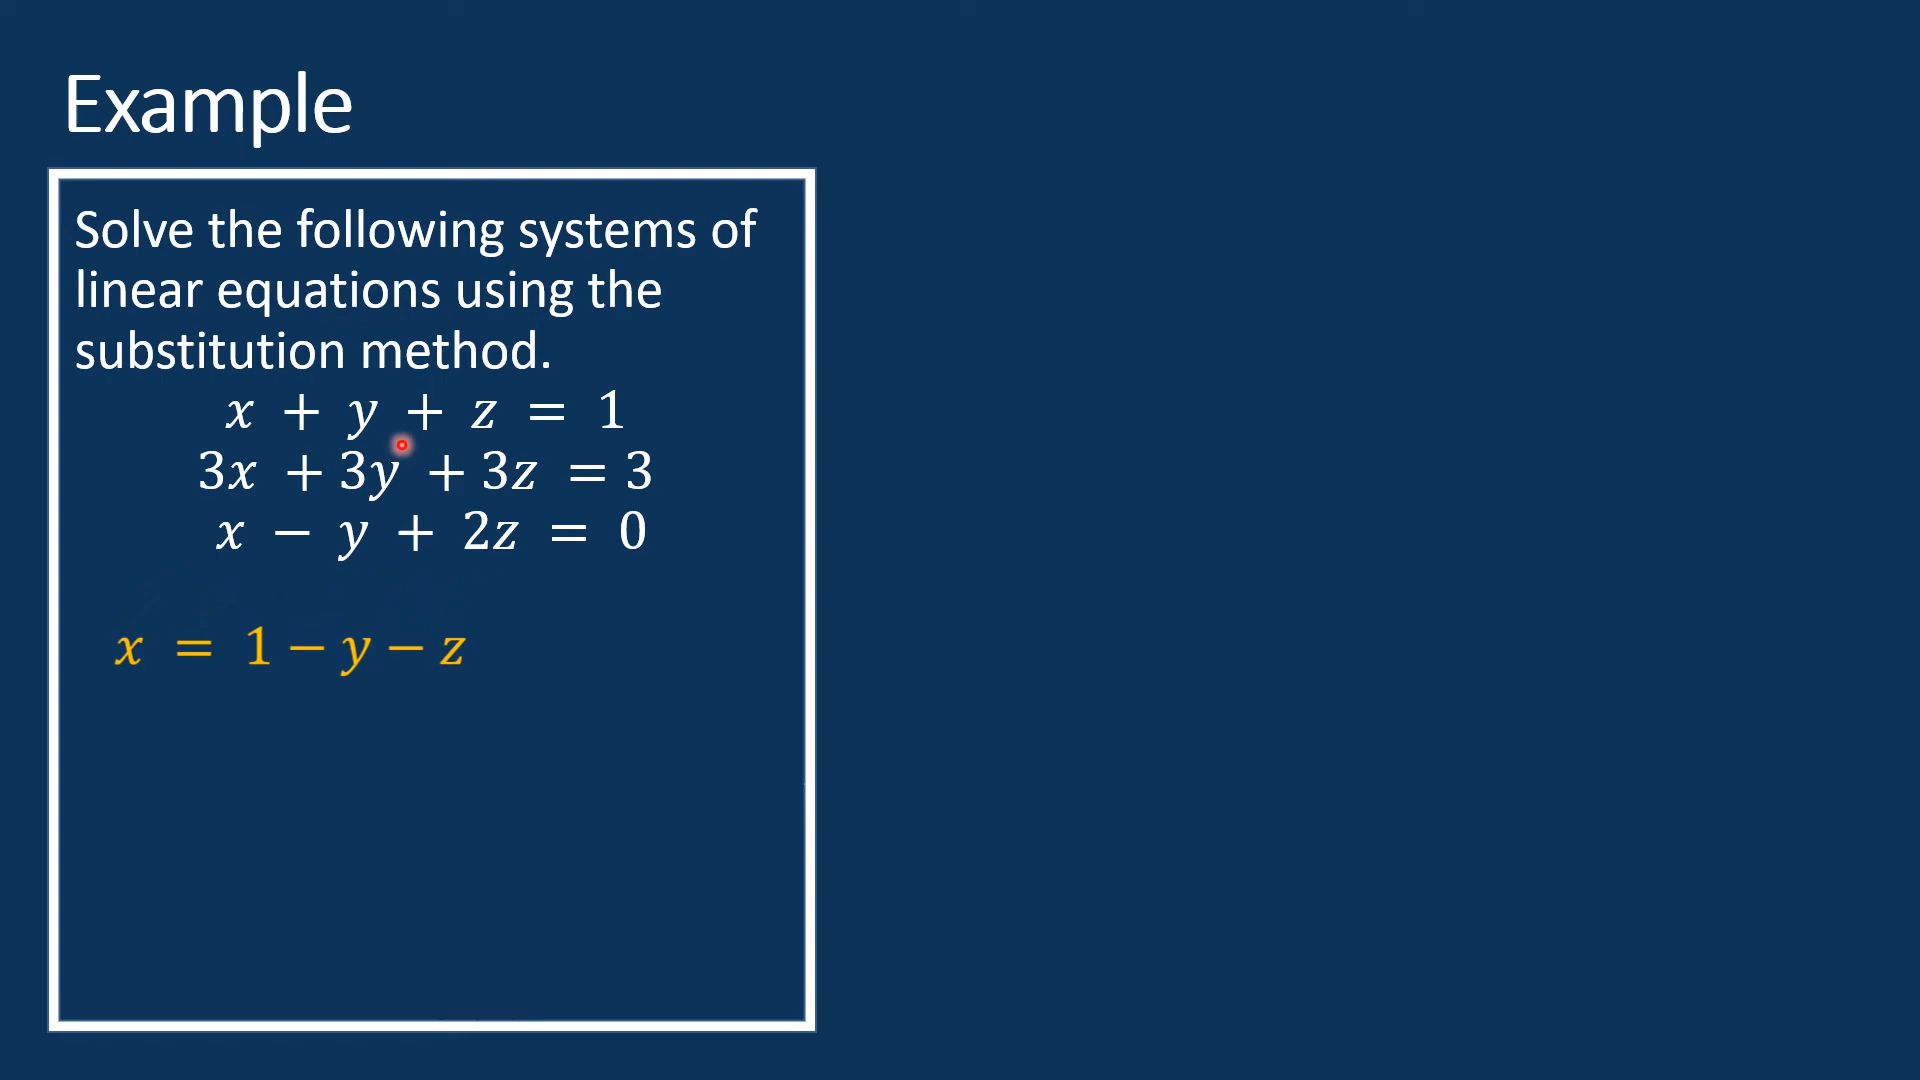 Example
Solve the following systems of
linear equations using the
substitution method.
x + y + z = 1
3x + 3y + 3z = 3
x − y + 2z = 0
x = 1 − y − z